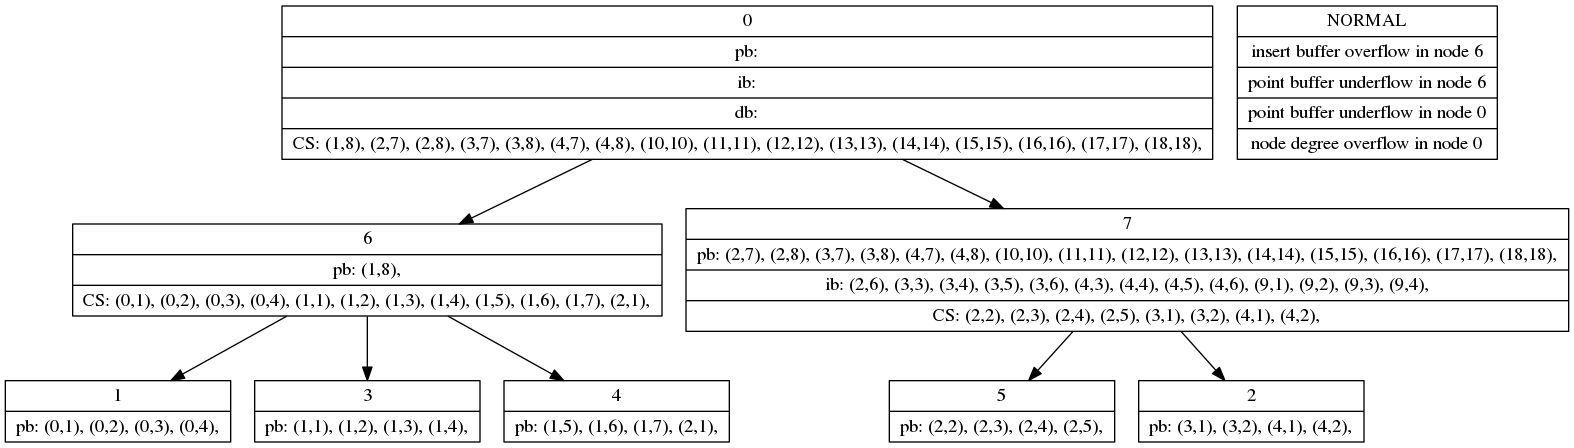 0
pb:
ib:
db:
CS: (1,8), (2,7), (2,8), (3,7), (3,8), (4,7), (4,8), (10,10), (11,11), (12,12), (13,13), (14,14), (15,15), (16,16), (17,17), (18,18),
NORMAL
insert buffer overflow in node 6
point buffer underflow in node 6
point buffer underflow in node 0
node degree overflow in node 0
6
pb: (1,8),
CS: (0,1), (0,2), (0,3), (0,4), (1,1), (1,2), (1,3), (1,4), (1,5), (1,6), (1,7), (2,1),
7
pb: (2,7), (2,8), (3,7), (3,8), (4,7), (4,8), (10,10), (11,11), (12,12), (13,13), (14,14), (15,15), (16,16), (17,17), (18,18),
ib: (2,6), (3,3), (3,4), (3,5), (3,6), (4,3), (4,4), (4,5), (4,6), (9,1), (9,2), (9,3), (9,4),
CS: (2,2), (2,3), (2,4), (2,5), (3,1), (3,2), (4,1), (4,2),
1
pb: (0,1), (0,2), (0,3), (0,4),
3
pb: (1,1), (1,2), (1,3), (1,4),
4
pb: (1,5), (1,6), (1,7), (2,1),
5
pb: (2,2), (2,3), (2,4), (2,5),
2
pb: (3,1), (3,2), (4,1), (4,2),